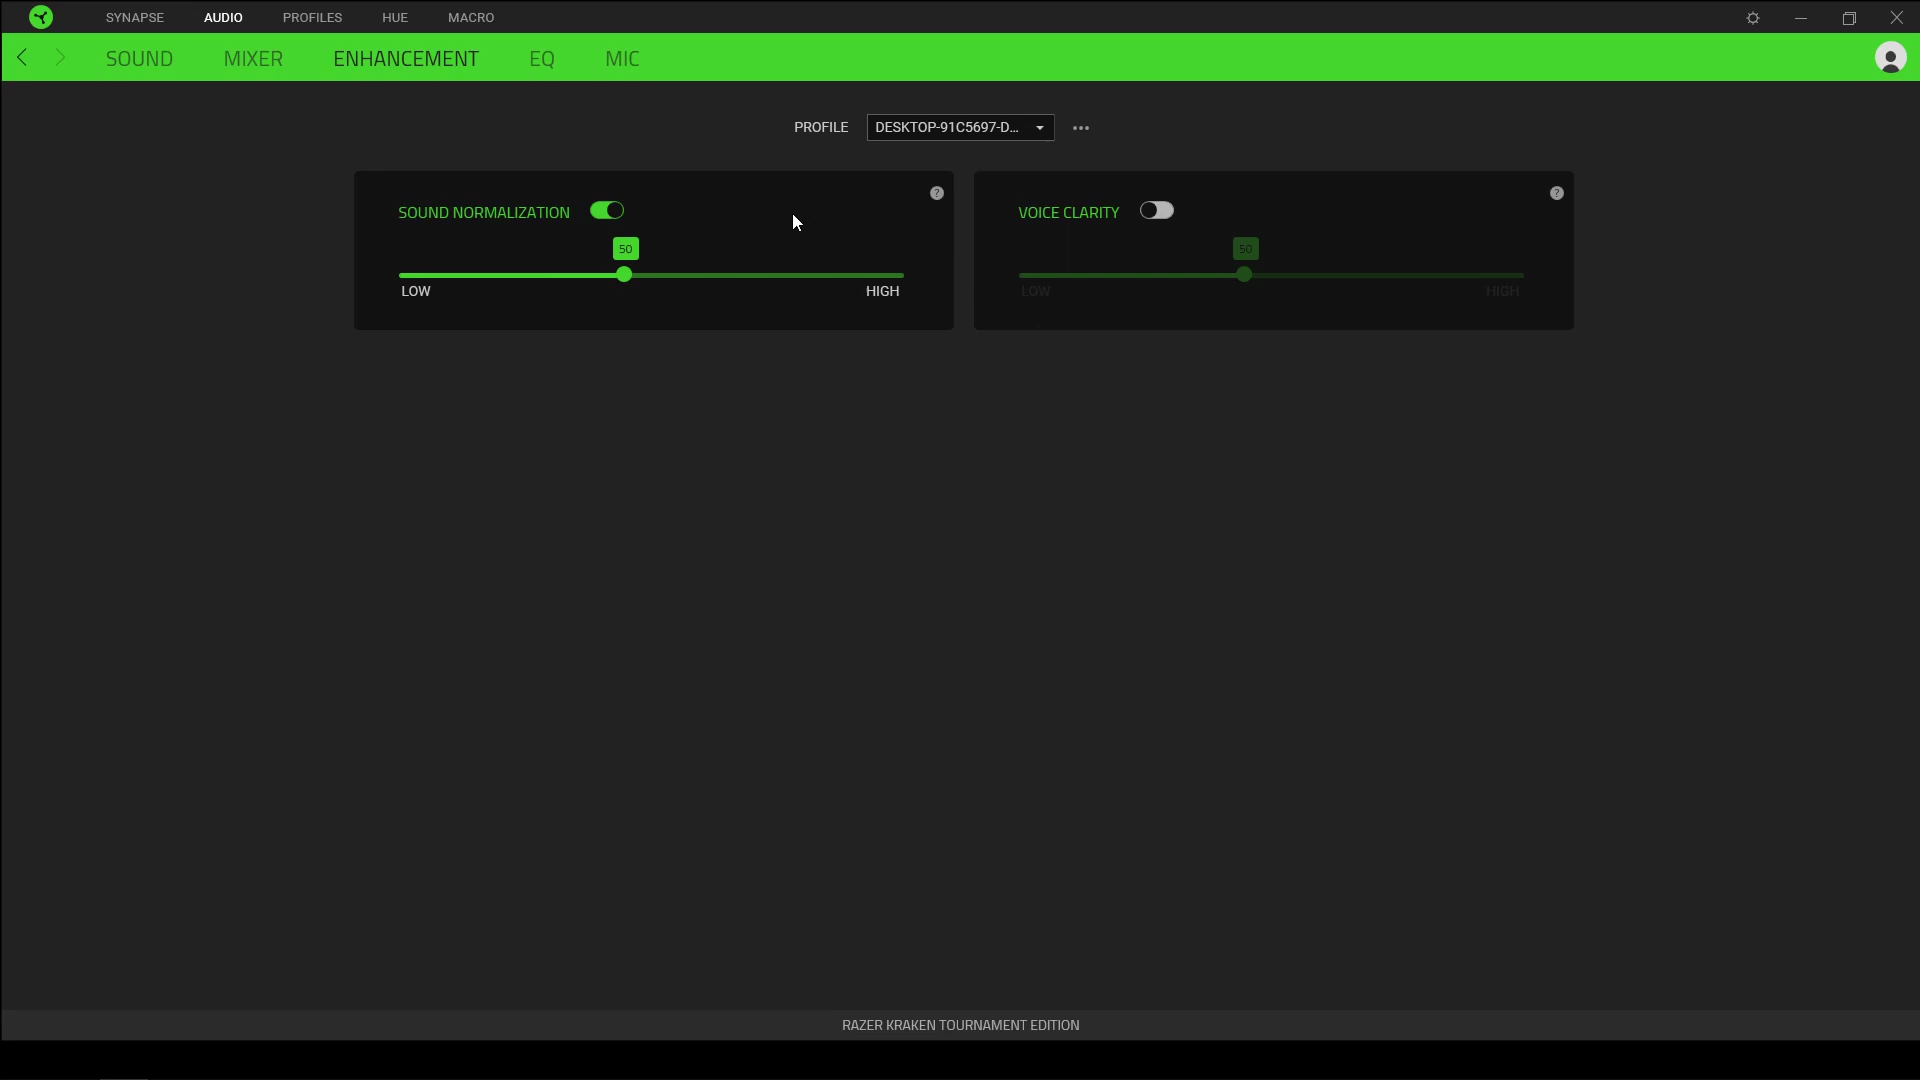 SYNAPSE AUDIO PROFILES HUE MACRO
SOUND MIXER ENHANCEMENT EQ MIC
PROFILE DESKTOP-91C5697-D...
SOUND NORMALIZATION
?
50
LOW HIGH
VOICE CLARITY
?
50
LOW HIGH
RAZER KRAKEN TOURNAMENT EDITION